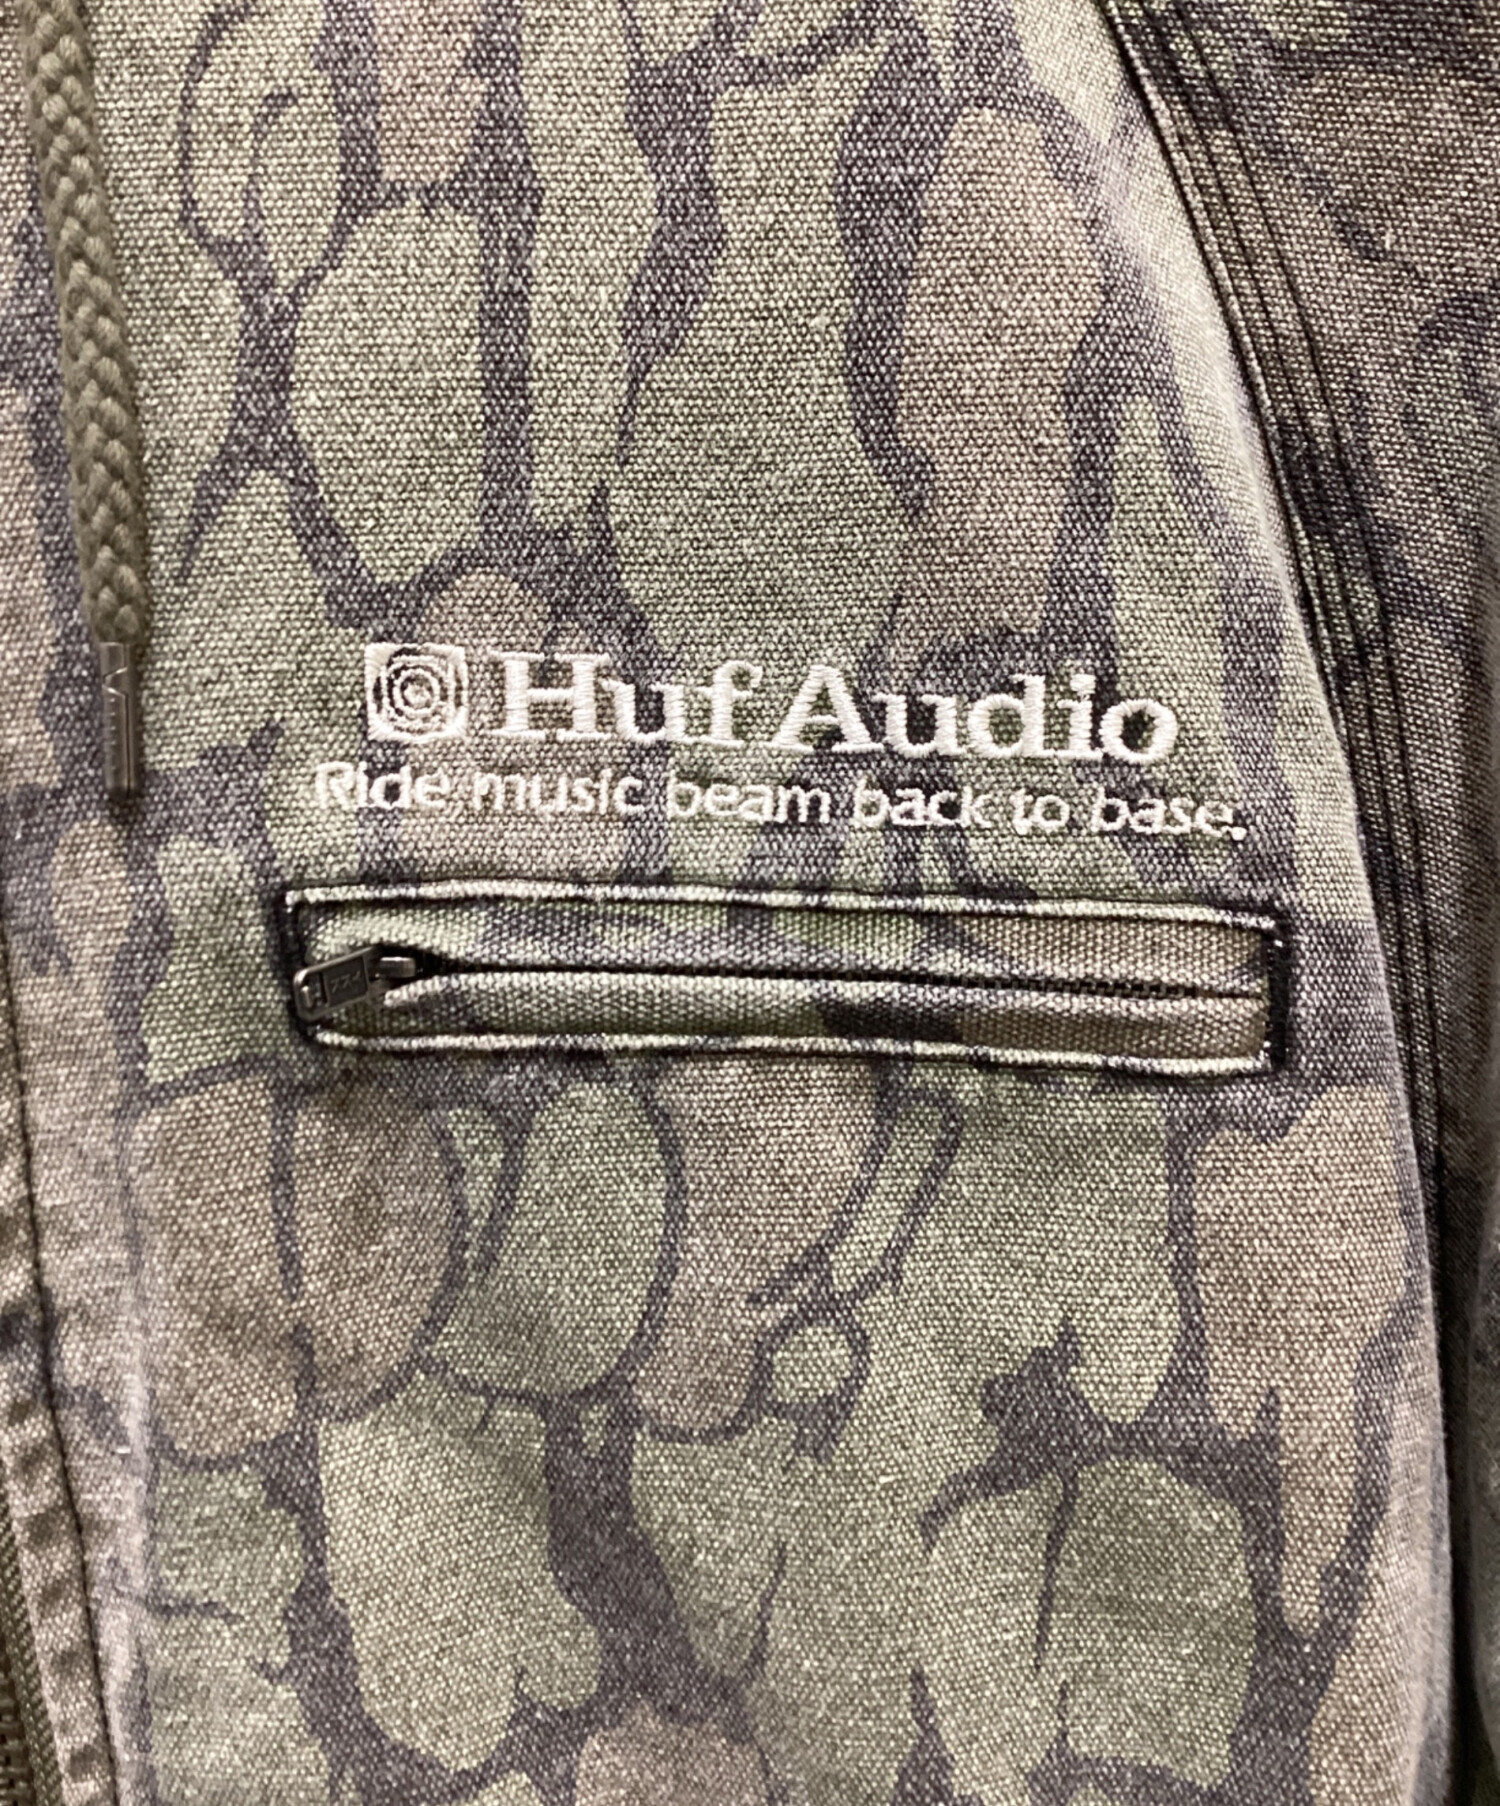 Huf Audio
Ride music beam back to base.